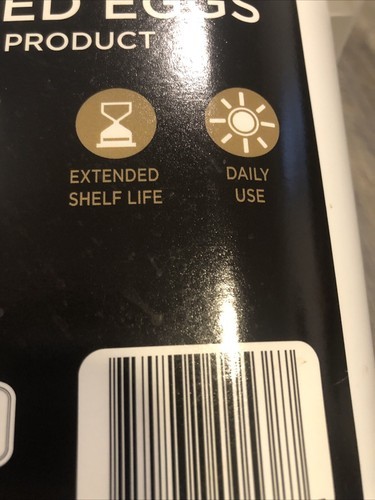 ED EGGS
PRODUCT
EXTENDED
SHELF LIFE
DAILY
USE